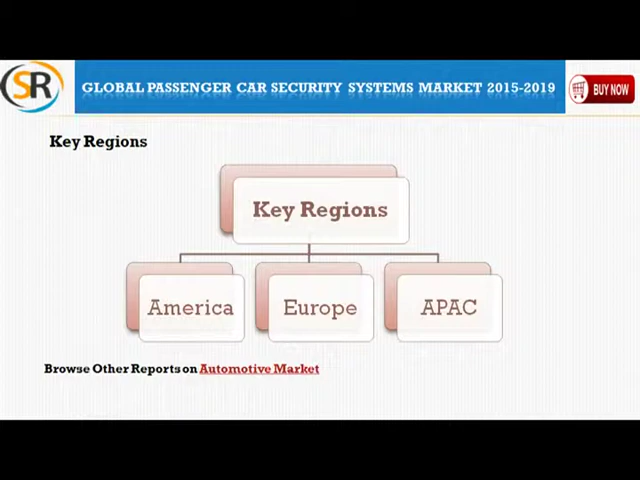 SR
GLOBAL PASSENGER CAR SECURITY SYSTEMS MARKET 2015-2019
BUY NOW
Key Regions
Key Regions
America
Europe
APAC
Browse Other Reports on Automotive Market